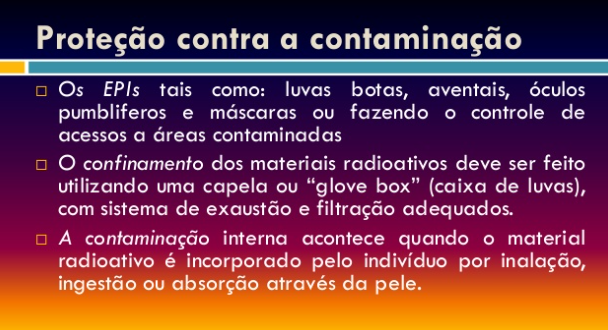 Proteção contra a contaminação
Os EPIs tais como: luvas botas, aventais, óculos
pumbliferos e máscaras ou fazendo o controle de
acessos a áreas contaminadas
O confinamento dos materiais radioativos deve ser feito
utilizando uma capela ou “glove box” (caixa de luvas),
com sistema de exaustão e filtração adequados.
A contaminação interna acontece quando o material
radioativo é incorporado pelo indivíduo por inalação,
ingestão ou absorção através da pele.